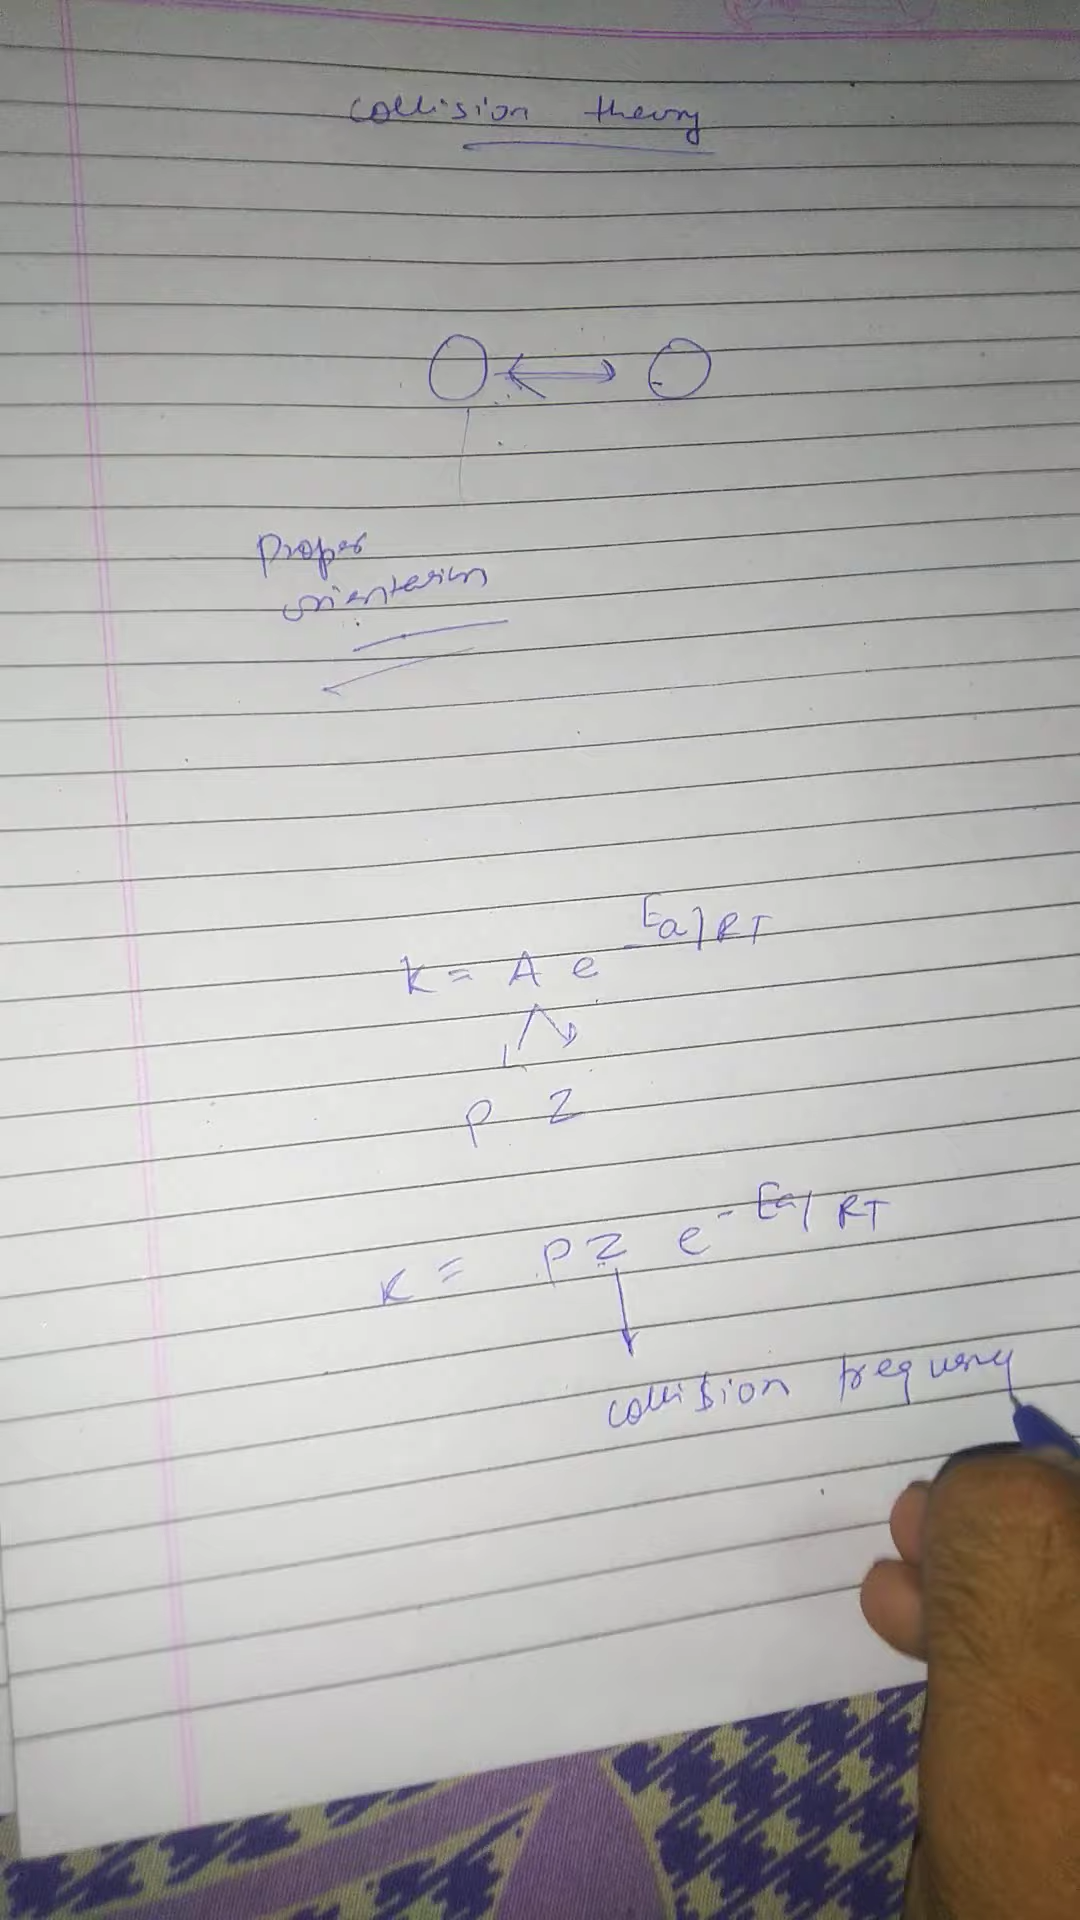 collision theory
proper
orientation
K = A e -Ea/RT
P Z
K = PZ e - Ea/RT
collision frequency